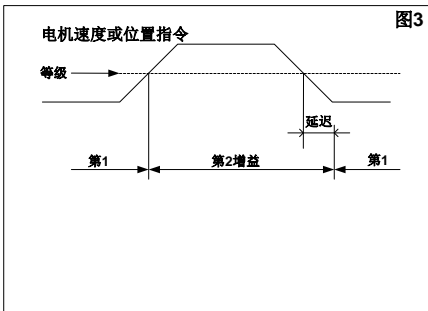 图3
电机速度或位置指令
等级
延迟
第1 第2增益 第1